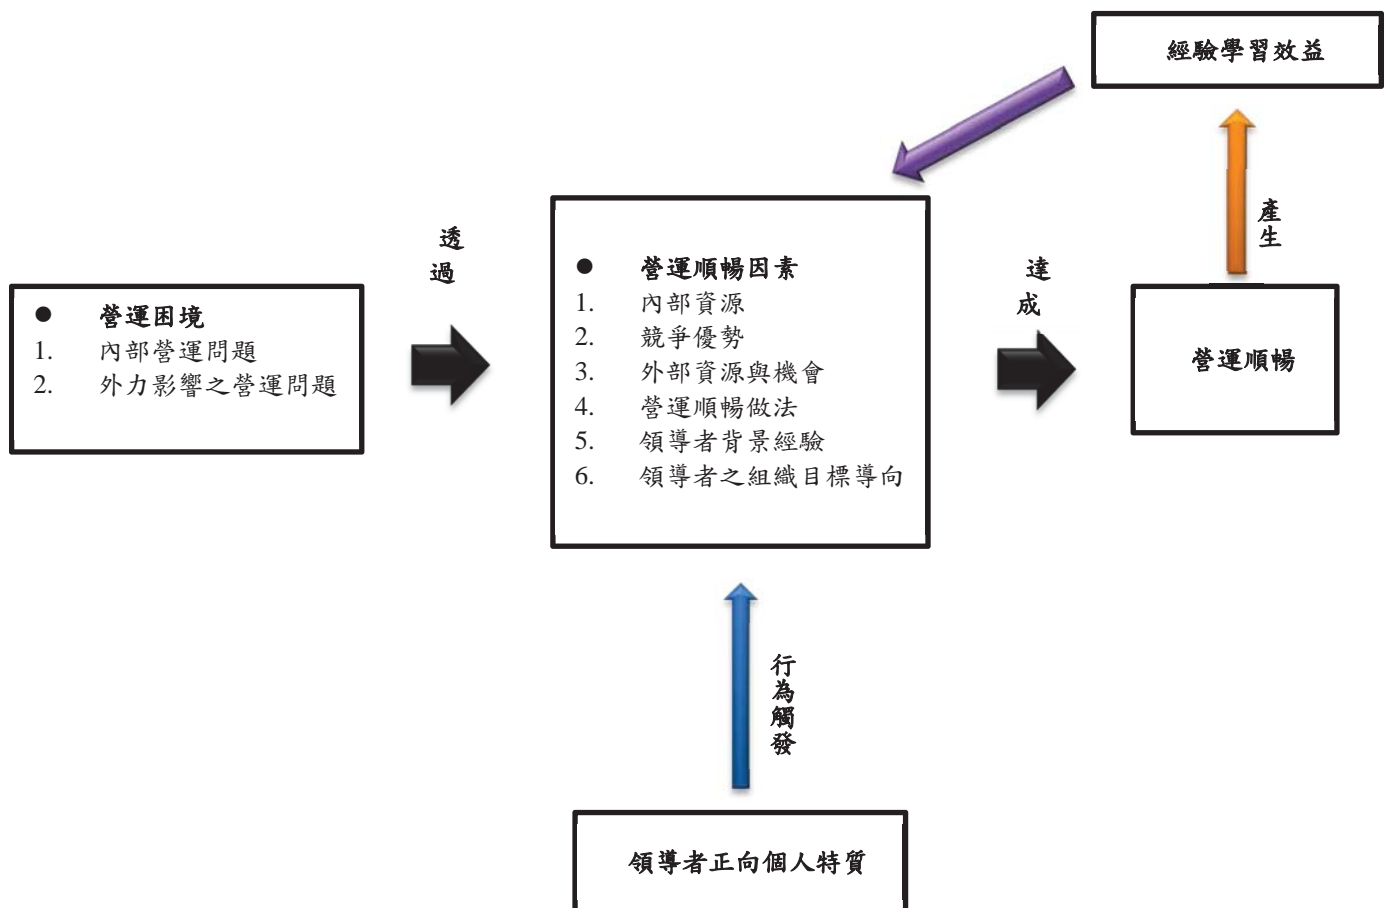 經驗學習效益
產生
透
過
達
成
● 營運困境
1. 內部營運問題
2. 外力影響之營運問題
● 營運順暢因素
1. 內部資源
2. 競爭優勢
3. 外部資源與機會
4. 營運順暢做法
5. 領導者背景經驗
6. 領導者之組織目標導向
營運順暢
行為觸發
領導者正向個人特質